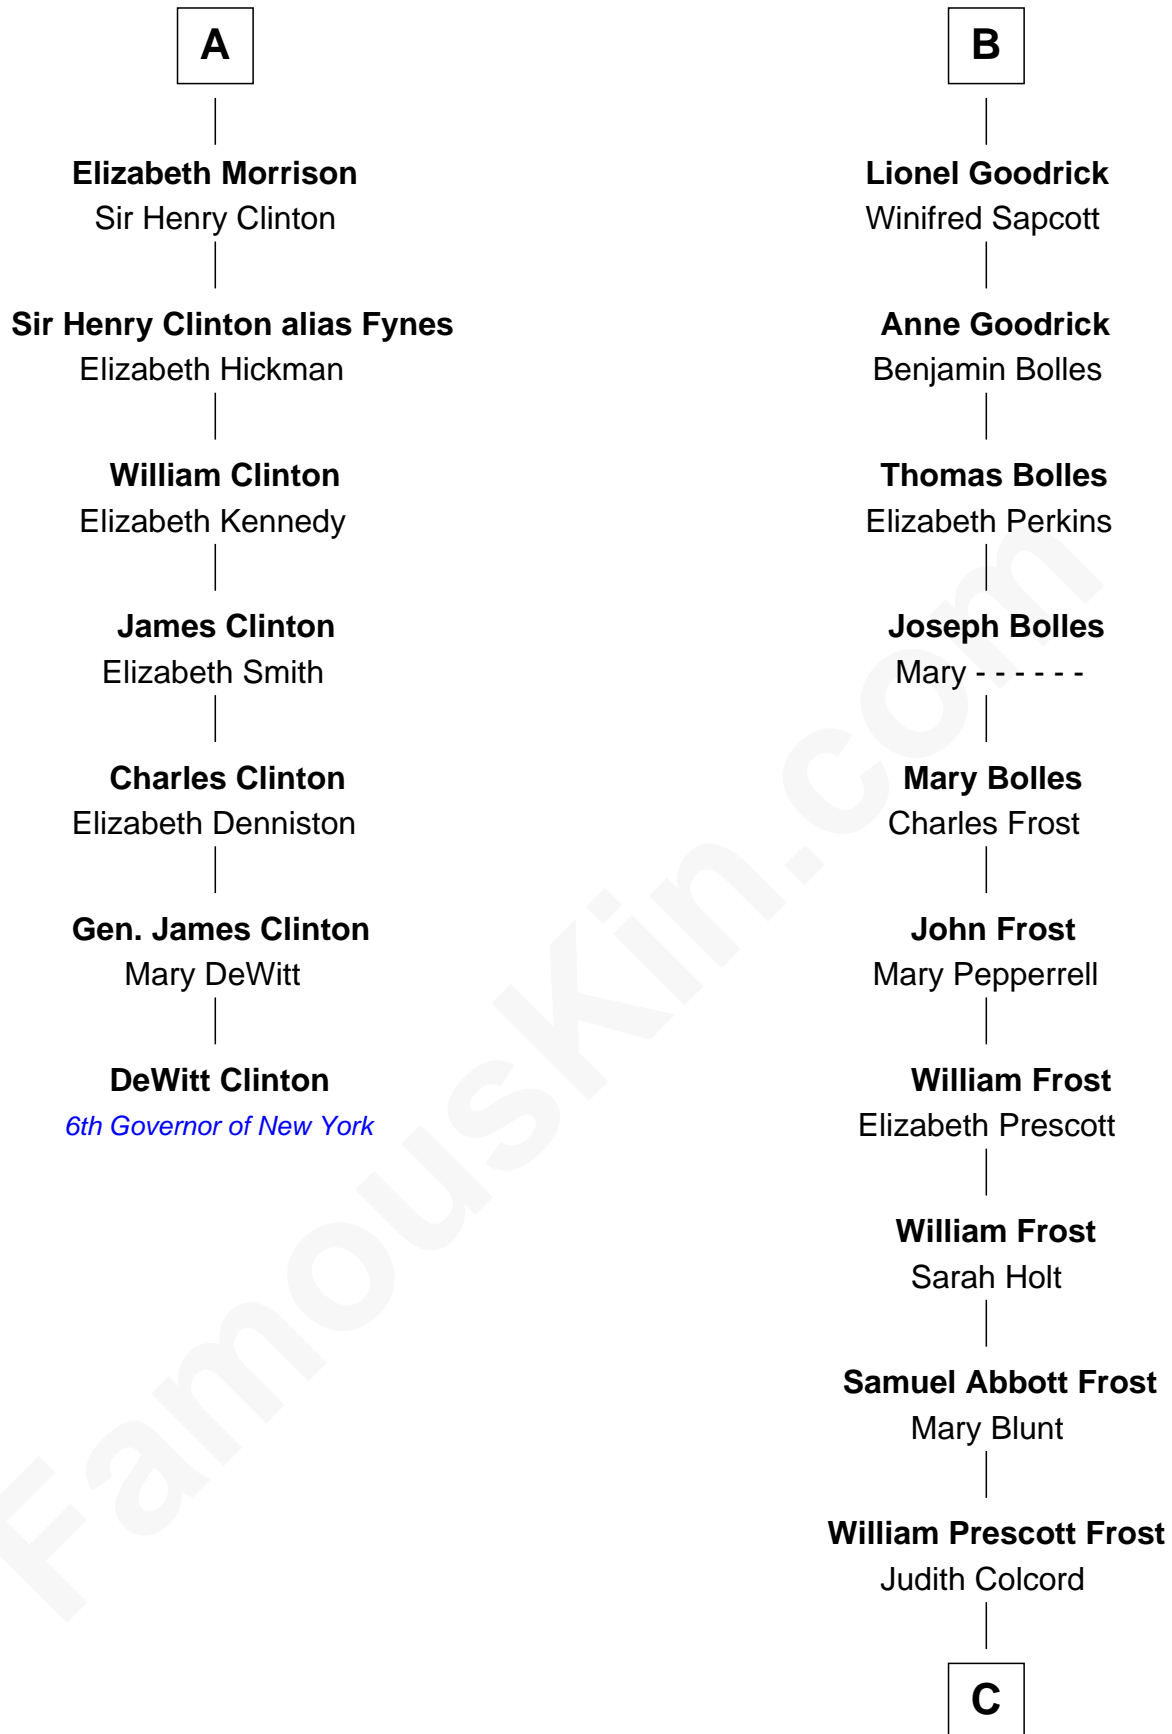 A
Elizabeth Morrison
Sir Henry Clinton
Sir Henry Clinton alias Fynes
Elizabeth Hickman
William Clinton
Elizabeth Kennedy
James Clinton
Elizabeth Smith
Charles Clinton
Elizabeth Denniston
Gen. James Clinton
Mary DeWitt
DeWitt Clinton
6th Governor of New York
B
Lionel Goodrick
Winifred Sapcott
Anne Goodrick
Benjamin Bolles
Thomas Bolles
Elizabeth Perkins
Joseph Bolles
Mary - - - - - -
Mary Bolles
Charles Frost
John Frost
Mary Pepperrell
William Frost
Elizabeth Prescott
William Frost
Sarah Holt
Samuel Abbott Frost
Mary Blunt
William Prescott Frost
Judith Colcord
C
FamousKin.com